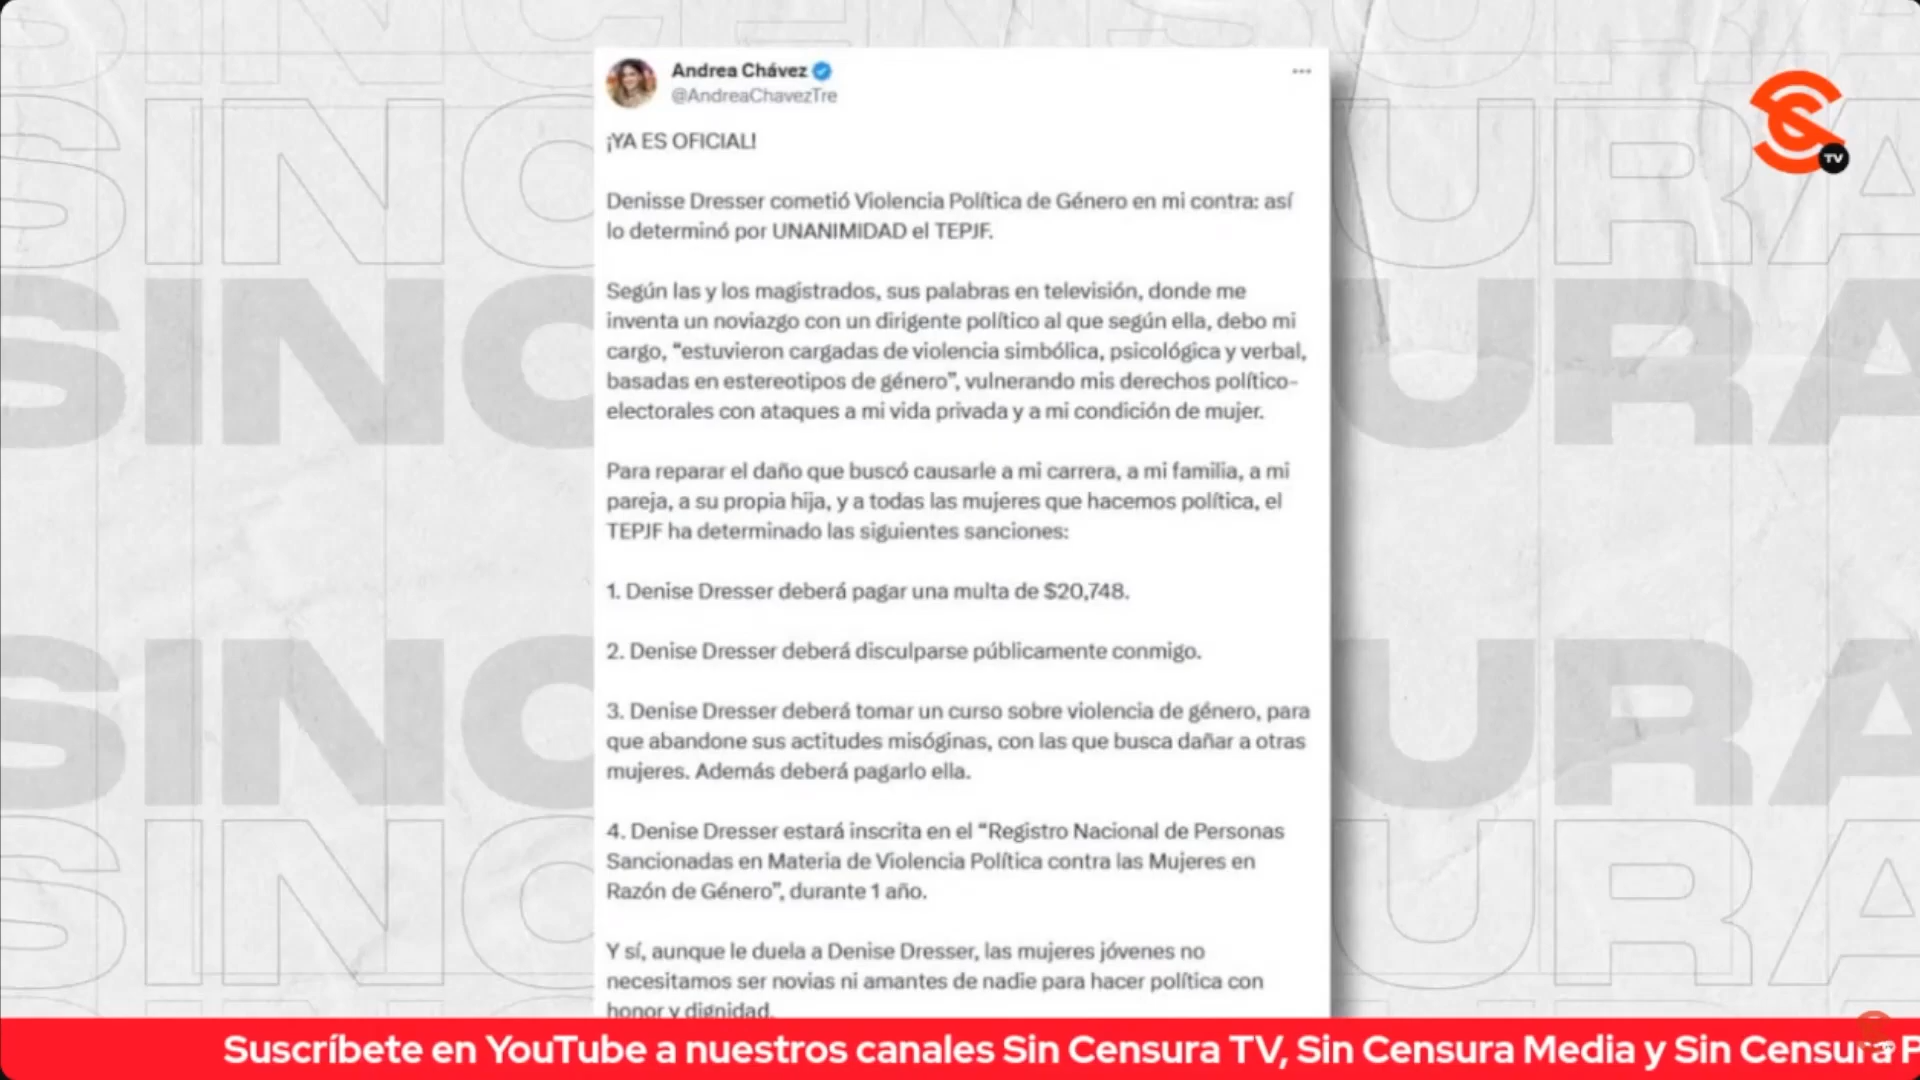 SINCENSURA
Andrea Chávez
@AndreaChavezTre
TV
SINCENSURA
¡YA ES OFICIAL!
Denisse Dresser cometió Violencia Política de Género en mi contra: así
lo determinó por UNANIMIDAD el TEPJF.
SINC URA
Según las y los magistrados, sus palabras en televisión, donde me
inventa un noviazgo con un dirigente político al que según ella, debo mi
cargo, “estuvieron cargadas de violencia simbólica, psicológica y verbal,
basadas en estereotipos de género”, vulnerando mis derechos político-
electorales con ataques a mi vida privada y a mi condición de mujer.
Para reparar el daño que buscó causarle a mi carrera, a mi familia, a mi
pareja, a su propia hija, y a todas las mujeres que hacemos política, el
TEPJF ha determinado las siguientes sanciones:
1. Denise Dresser deberá pagar una multa de $20,748.
2. Denise Dresser deberá disculparse públicamente conmigo.
SINC URA
3. Denise Dresser deberá tomar un curso sobre violencia de género, para
que abandone sus actitudes misóginas, con las que busca dañar a otras
mujeres. Además deberá pagarlo ella.
4. Denise Dresser estará inscrita en el “Registro Nacional de Personas
Sancionadas en Materia de Violencia Política contra las Mujeres en
Razón de Género”, durante 1 año.
SINC URA
Y sí, aunque le duela a Denise Dresser, las mujeres jóvenes no
necesitamos ser novias ni amantes de nadie para hacer política con
honor y dignidad.
Suscríbete en YouTube a nuestros canales Sin Censura TV, Sin Censura Media y Sin Censura P